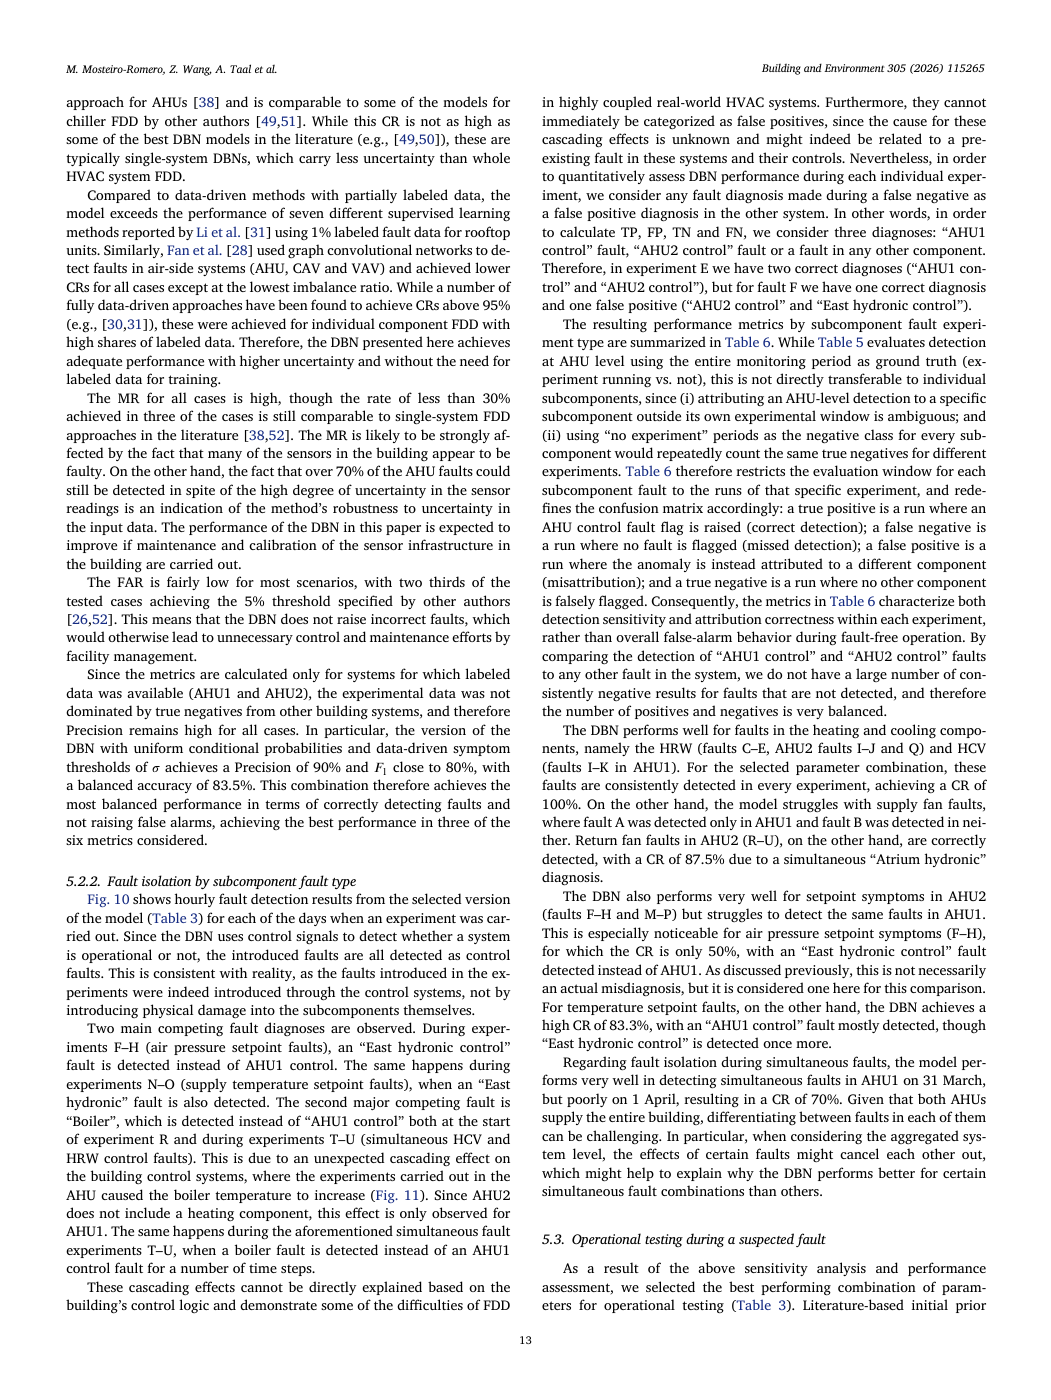 M. Mosteiro-Romero, Z. Wang, A. Taal et al.
Building and Environment 305 (2026) 115265
approach for AHUs [38] and is comparable to some of the models for
chiller FDD by other authors [49,51]. While this CR is not as high as
some of the best DBN models in the literature (e.g., [49,50]), these are
typically single-system DBNs, which carry less uncertainty than whole
HVAC system FDD.
Compared to data-driven methods with partially labeled data, the
model exceeds the performance of seven different supervised learning
methods reported by Li et al. [31] using 1% labeled fault data for rooftop
units. Similarly, Fan et al. [28] used graph convolutional networks to de-
tect faults in air-side systems (AHU, CAV and VAV) and achieved lower
CRs for all cases except at the lowest imbalance ratio. While a number of
fully data-driven approaches have been found to achieve CRs above 95%
(e.g., [30,31]), these were achieved for individual component FDD with
high shares of labeled data. Therefore, the DBN presented here achieves
adequate performance with higher uncertainty and without the need for
labeled data for training.
The MR for all cases is high, though the rate of less than 30%
achieved in three of the cases is still comparable to single-system FDD
approaches in the literature [38,52]. The MR is likely to be strongly af-
fected by the fact that many of the sensors in the building appear to be
faulty. On the other hand, the fact that over 70% of the AHU faults could
still be detected in spite of the high degree of uncertainty in the sensor
readings is an indication of the method's robustness to uncertainty in
the input data. The performance of the DBN in this paper is expected to
improve if maintenance and calibration of the sensor infrastructure in
the building are carried out.
The FAR is fairly low for most scenarios, with two thirds of the
tested cases achieving the 5% threshold specified by other authors
[26,52]. This means that the DBN does not raise incorrect faults, which
would otherwise lead to unnecessary control and maintenance efforts by
facility management.
Since the metrics are calculated only for systems for which labeled
data was available (AHU1 and AHU2), the experimental data was not
dominated by true negatives from other building systems, and therefore
Precision remains high for all cases. In particular, the version of the
DBN with uniform conditional probabilities and data-driven symptom
thresholds of σ achieves a Precision of 90% and F1 close to 80%, with
a balanced accuracy of 83.5%. This combination therefore achieves the
most balanced performance in terms of correctly detecting faults and
not raising false alarms, achieving the best performance in three of the
six metrics considered.
5.2.2. Fault isolation by subcomponent fault type
Fig. 10 shows hourly fault detection results from the selected version
of the model (Table 3) for each of the days when an experiment was car-
ried out. Since the DBN uses control signals to detect whether a system
is operational or not, the introduced faults are all detected as control
faults. This is consistent with reality, as the faults introduced in the ex-
periments were indeed introduced through the control systems, not by
introducing physical damage into the subcomponents themselves.
Two main competing fault diagnoses are observed. During exper-
iments F–H (air pressure setpoint faults), an “East hydronic control”
fault is detected instead of AHU1 control. The same happens during
experiments N–O (supply temperature setpoint faults), when an “East
hydronic” fault is also detected. The second major competing fault is
“Boiler”, which is detected instead of “AHU1 control” both at the start
of experiment R and during experiments T–U (simultaneous HCV and
HRW control faults). This is due to an unexpected cascading effect on
the building control systems, where the experiments carried out in the
AHU caused the boiler temperature to increase (Fig. 11). Since AHU2
does not include a heating component, this effect is only observed for
AHU1. The same happens during the aforementioned simultaneous fault
experiments T–U, when a boiler fault is detected instead of an AHU1
control fault for a number of time steps.
These cascading effects cannot be directly explained based on the
building's control logic and demonstrate some of the difficulties of FDD
in highly coupled real-world HVAC systems. Furthermore, they cannot
immediately be categorized as false positives, since the cause for these
cascading effects is unknown and might indeed be related to a pre-
existing fault in these systems and their controls. Nevertheless, in order
to quantitatively assess DBN performance during each individual exper-
iment, we consider any fault diagnosis made during a false negative as
a false positive diagnosis in the other system. In other words, in order
to calculate TP, FP, TN and FN, we consider three diagnoses: “AHU1
control” fault, “AHU2 control” fault or a fault in any other component.
Therefore, in experiment E we have two correct diagnoses (“AHU1 con-
trol” and “AHU2 control”), but for fault F we have one correct diagnosis
and one false positive (“AHU2 control” and “East hydronic control”).
The resulting performance metrics by subcomponent fault experi-
ment type are summarized in Table 6. While Table 5 evaluates detection
at AHU level using the entire monitoring period as ground truth (ex-
periment running vs. not), this is not directly transferable to individual
subcomponents, since (i) attributing an AHU-level detection to a specific
subcomponent outside its own experimental window is ambiguous; and
(ii) using “no experiment” periods as the negative class for every sub-
component would repeatedly count the same true negatives for different
experiments. Table 6 therefore restricts the evaluation window for each
subcomponent fault to the runs of that specific experiment, and rede-
fines the confusion matrix accordingly: a true positive is a run where an
AHU control fault flag is raised (correct detection); a false negative is
a run where no fault is flagged (missed detection); a false positive is a
run where the anomaly is instead attributed to a different component
(misattribution); and a true negative is a run where no other component
is falsely flagged. Consequently, the metrics in Table 6 characterize both
detection sensitivity and attribution correctness within each experiment,
rather than overall false-alarm behavior during fault-free operation. By
comparing the detection of “AHU1 control” and “AHU2 control” faults
to any other fault in the system, we do not have a large number of con-
sistently negative results for faults that are not detected, and therefore
the number of positives and negatives is very balanced.
The DBN performs well for faults in the heating and cooling compo-
nents, namely the HRW (faults C–E, AHU2 faults I–J and Q) and HCV
(faults I–K in AHU1). For the selected parameter combination, these
faults are consistently detected in every experiment, achieving a CR of
100%. On the other hand, the model struggles with supply fan faults,
where fault A was detected only in AHU1 and fault B was detected in nei-
ther. Return fan faults in AHU2 (R–U), on the other hand, are correctly
detected, with a CR of 87.5% due to a simultaneous “Atrium hydronic”
diagnosis.
The DBN also performs very well for setpoint symptoms in AHU2
(faults F–H and M–P) but struggles to detect the same faults in AHU1.
This is especially noticeable for air pressure setpoint symptoms (F–H),
for which the CR is only 50%, with an “East hydronic control” fault
detected instead of AHU1. As discussed previously, this is not necessarily
an actual misdiagnosis, but it is considered one here for this comparison.
For temperature setpoint faults, on the other hand, the DBN achieves a
high CR of 83.3%, with an “AHU1 control” fault mostly detected, though
“East hydronic control” is detected once more.
Regarding fault isolation during simultaneous faults, the model per-
forms very well in detecting simultaneous faults in AHU1 on 31 March,
but poorly on 1 April, resulting in a CR of 70%. Given that both AHUs
supply the entire building, differentiating between faults in each of them
can be challenging. In particular, when considering the aggregated sys-
tem level, the effects of certain faults might cancel each other out,
which might help to explain why the DBN performs better for certain
simultaneous fault combinations than others.
5.3. Operational testing during a suspected fault
As a result of the above sensitivity analysis and performance
assessment, we selected the best performing combination of param-
eters for operational testing (Table 3). Literature-based initial prior
13